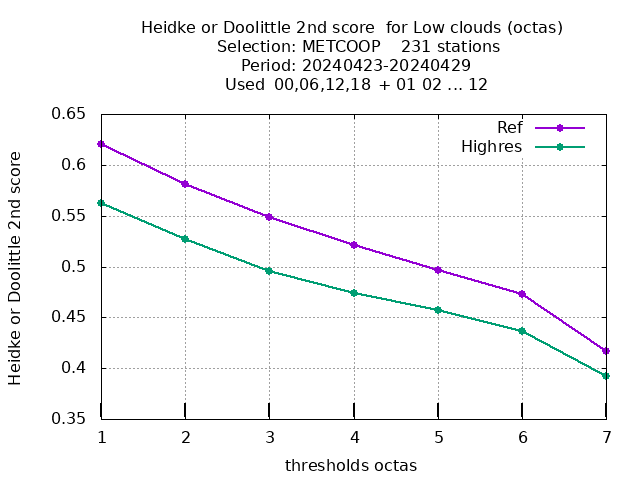 Heidke or Doolittle 2nd score  for Low clouds (octas)
Selection: METCOOP    231 stations
Period: 20240423-20240429
Used  00,06,12,18 + 01 02 ... 12
Heidke or Doolittle 2nd score
0.65
0.6
0.55
0.5
0.45
0.4
0.35
Ref
Highres
1 2 3 4 5 6 7
thresholds octas